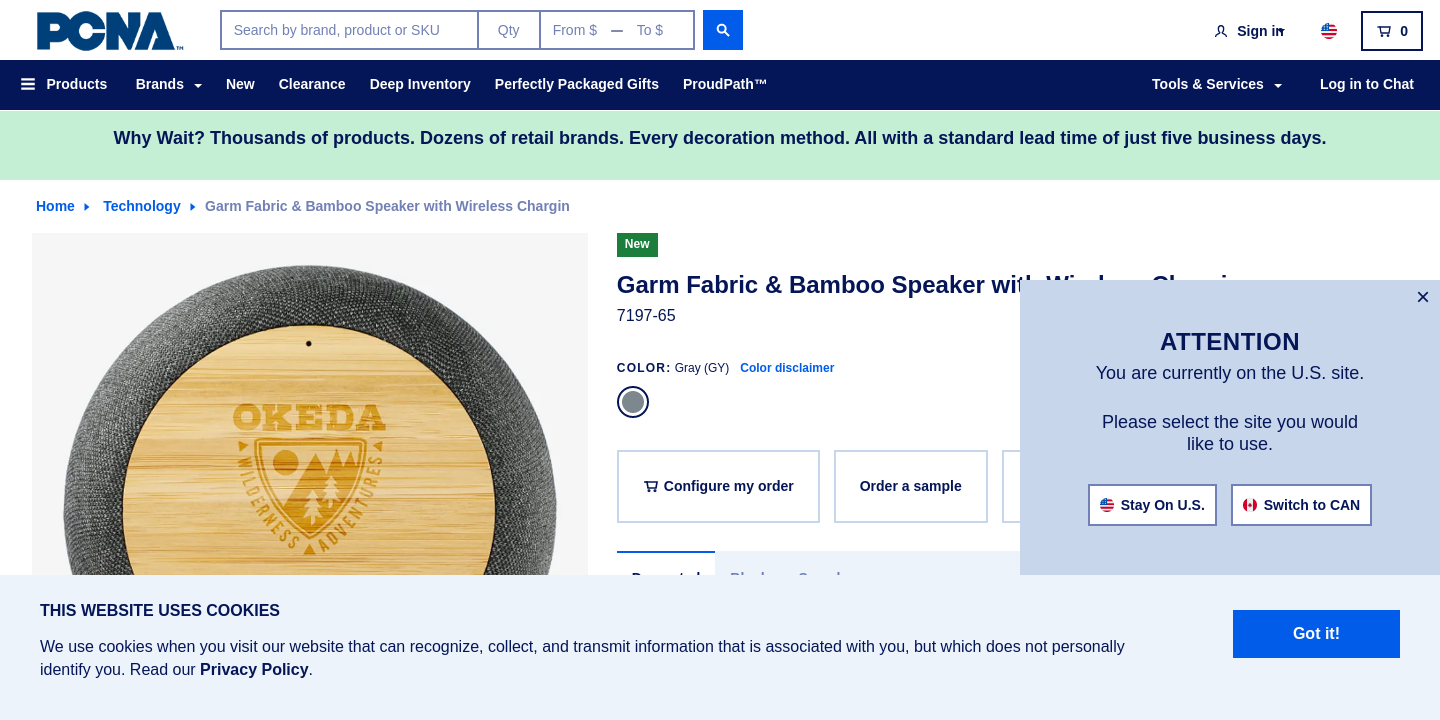 PCNA™
Search by brand, product or SKU
Qty
From $ — To $
Sign in
0
Products
Brands
New
Clearance
Deep Inventory
Perfectly Packaged Gifts
ProudPath™
Tools & Services
Log in to Chat
Why Wait? Thousands of products. Dozens of retail brands. Every decoration method. All with a standard lead time of just five business days.
Home
Technology
Garm Fabric & Bamboo Speaker with Wireless Chargin
OKEDA
WILDERNESS
ADVENTURES
New
Garm Fabric & Bamboo Speaker with
7197-65
COLOR: Gray (GY) Color disclaimer
Configure my order
Order a sample
×
ATTENTION
You are currently on the U.S. site.
Please select the site you would
like to use.
Stay On U.S.
Switch to CAN
THIS WEBSITE USES COOKIES
We use cookies when you visit our website that can recognize, collect, and transmit information that is associated with you, but which does not personally
identify you. Read our Privacy Policy.
Got it!